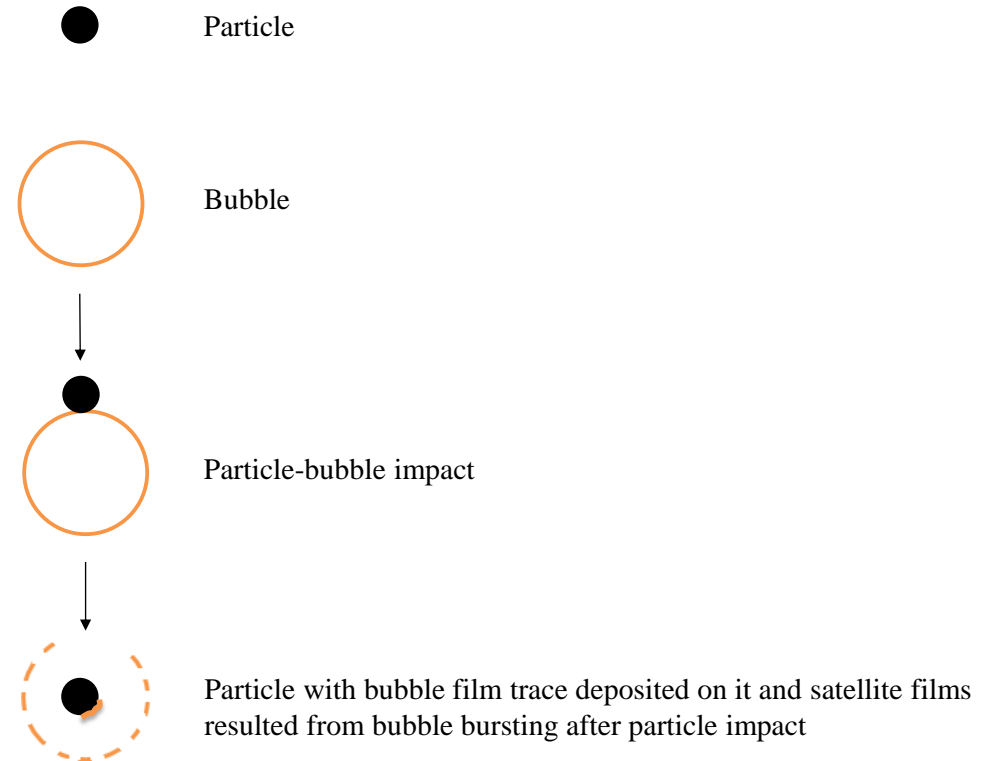 Particle
Bubble
Particle-bubble impact
Particle with bubble film trace deposited on it and satellite films
resulted from bubble bursting after particle impact